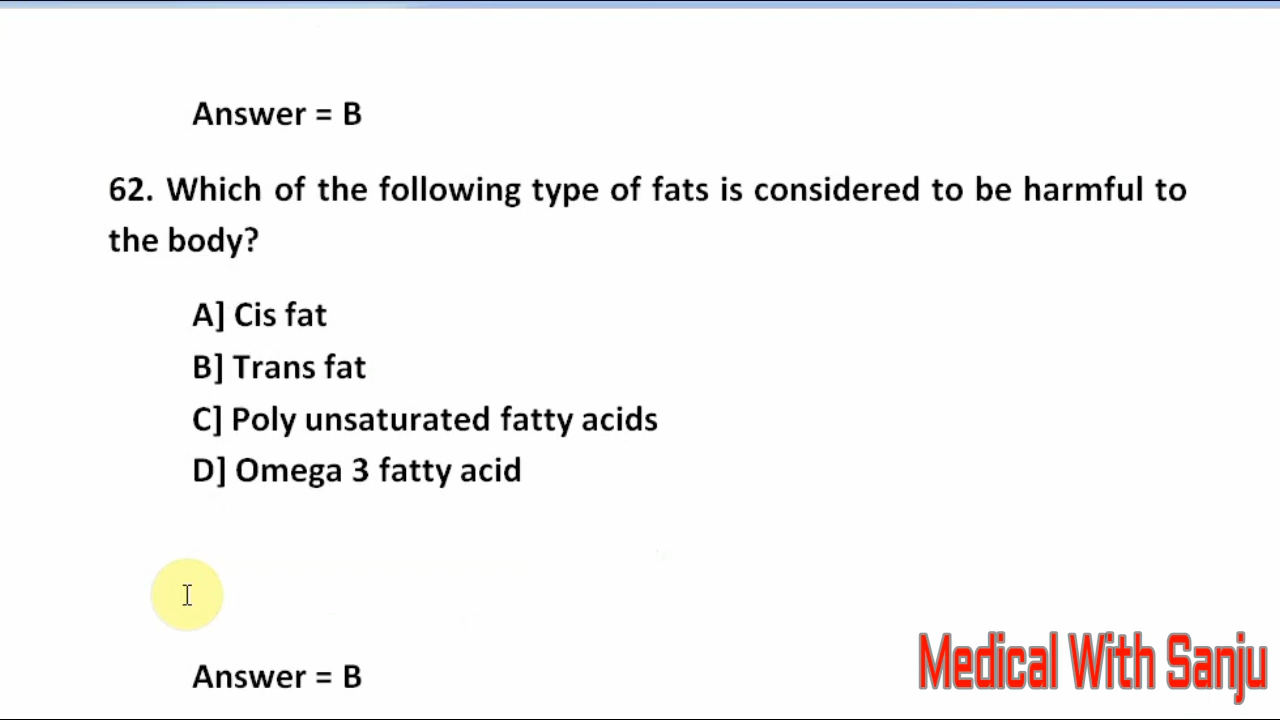 Answer = B
62. Which of the following type of fats is considered to be harmful to
the body?
A] Cis fat
B] Trans fat
C] Poly unsaturated fatty acids
D] Omega 3 fatty acid
Answer = B
Medical With Sanju